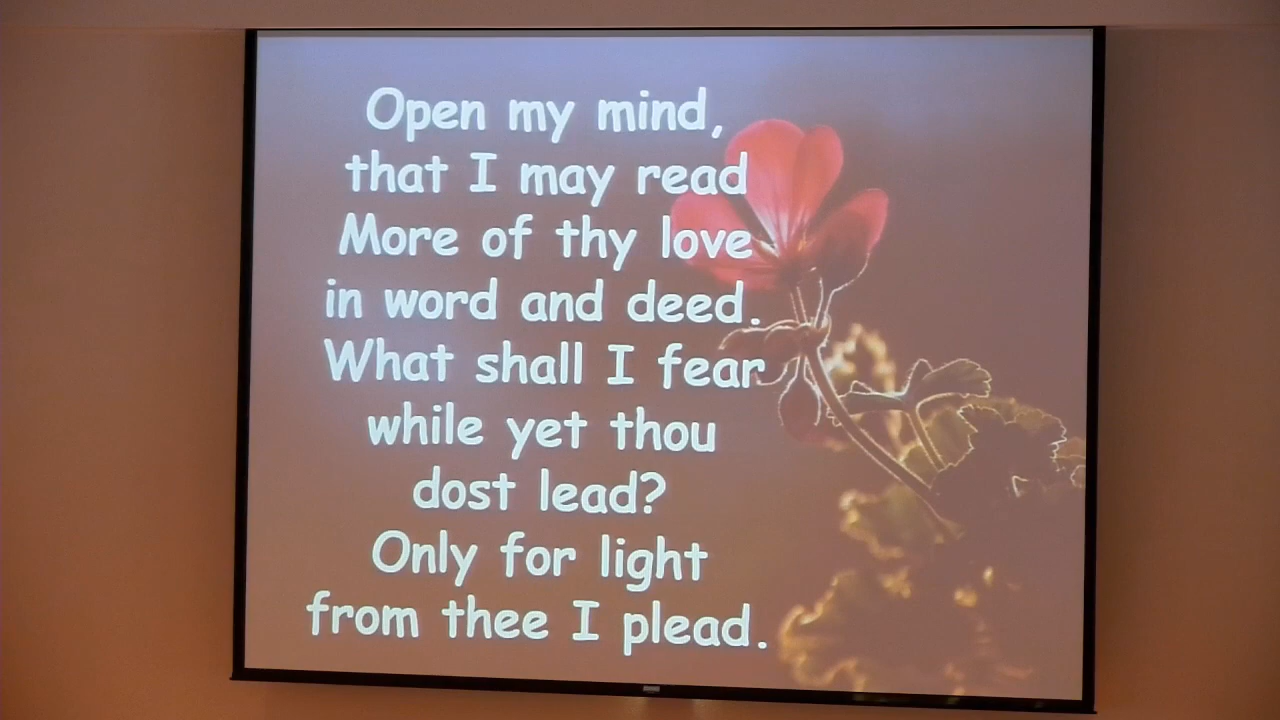 Open my mind,
that I may read
More of thy love
in word and deed.
What shall I fear
while yet thou
dost lead?
Only for light
from thee I plead.